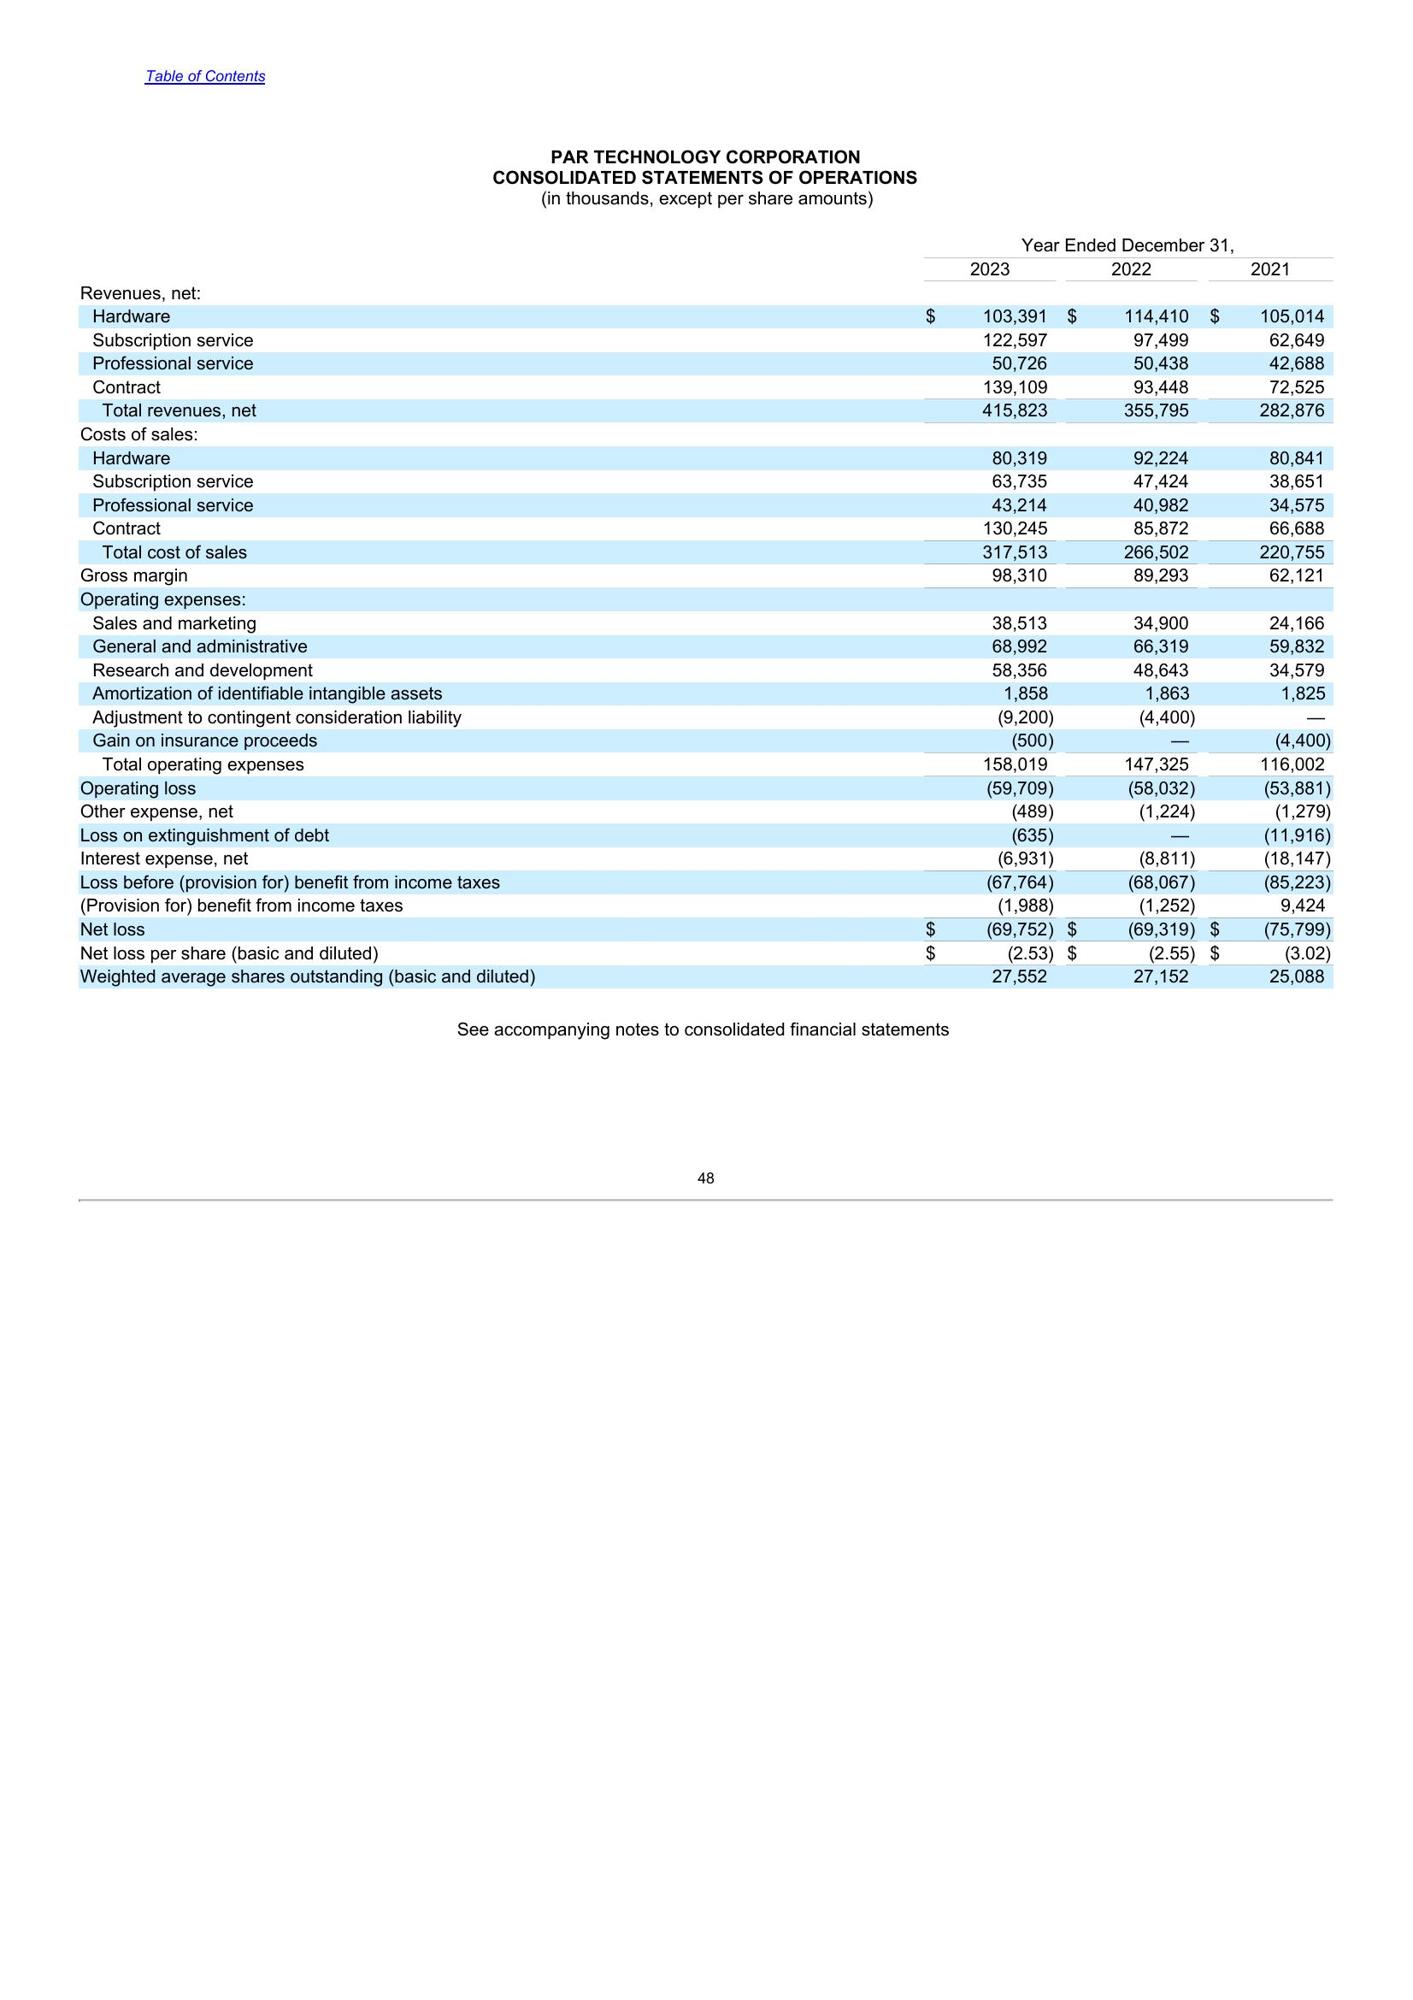 Table of Contents
PAR TECHNOLOGY CORPORATION
CONSOLIDATED STATEMENTS OF OPERATIONS
(in thousands, except per share amounts)
Year Ended December 31,
2023 2022 2021
Revenues, net:
Hardware $ 103,391 $ 114,410 $ 105,014
Subscription service 122,597 97,499 62,649
Professional service 50,726 50,438 42,688
Contract 139,109 93,448 72,525
Total revenues, net 415,823 355,795 282,876
Costs of sales:
Hardware 80,319 92,224 80,841
Subscription service 63,735 47,424 38,651
Professional service 43,214 40,982 34,575
Contract 130,245 85,872 66,688
Total cost of sales 317,513 266,502 220,755
Gross margin 98,310 89,293 62,121
Operating expenses:
Sales and marketing 38,513 34,900 24,166
General and administrative 68,992 66,319 59,832
Research and development 58,356 48,643 34,579
Amortization of identifiable intangible assets 1,858 1,863 1,825
Adjustment to contingent consideration liability (9,200) (4,400) —
Gain on insurance proceeds (500) — (4,400)
Total operating expenses 158,019 147,325 116,002
Operating loss (59,709) (58,032) (53,881)
Other expense, net (489) (1,224) (1,279)
Loss on extinguishment of debt (635) — (11,916)
Interest expense, net (6,931) (8,811) (18,147)
Loss before (provision for) benefit from income taxes (67,764) (68,067) (85,223)
(Provision for) benefit from income taxes (1,988) (1,252) 9,424
Net loss $ (69,752) $ (69,319) $ (75,799)
Net loss per share (basic and diluted) $ (2.53) $ (2.55) $ (3.02)
Weighted average shares outstanding (basic and diluted) 27,552 27,152 25,088
See accompanying notes to consolidated financial statements
48